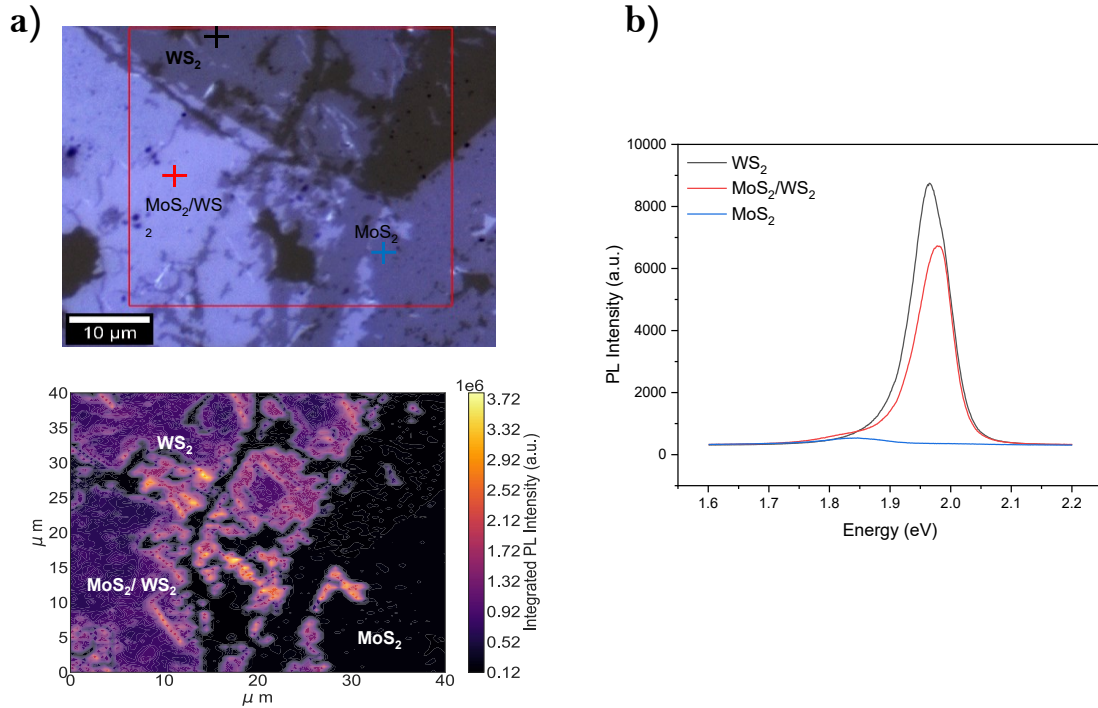 a)
WS2
MoS2/WS
2
MoS2
10 μm
1e6
40
35
30
25
20
15
10
5
0
μ m
WS2
MoS2/ WS2
MoS2
0
10
20
30
40
μ m
3.72
3.32
2.92
2.52
2.12
1.72
1.32
0.92
0.52
0.12
Integrated PL Intensity (a.u.)
b)
10000
8000
6000
4000
2000
0
PL Intensity (a.u.)
WS2
MoS2/WS2
MoS2
1.6
1.7
1.8
1.9
2.0
2.1
2.2
Energy (eV)